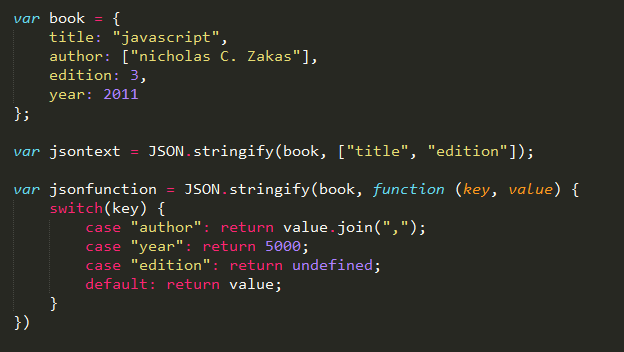 var book = {
    title: "javascript",
    author: ["nicholas C. Zakas"],
    edition: 3,
    year: 2011
};

var jsontext = JSON.stringify(book, ["title", "edition"]);

var jsonfunction = JSON.stringify(book, function (key, value) {
    switch(key) {
        case "author": return value.join(",");
        case "year": return 5000;
        case "edition": return undefined;
        default: return value;
    }
})